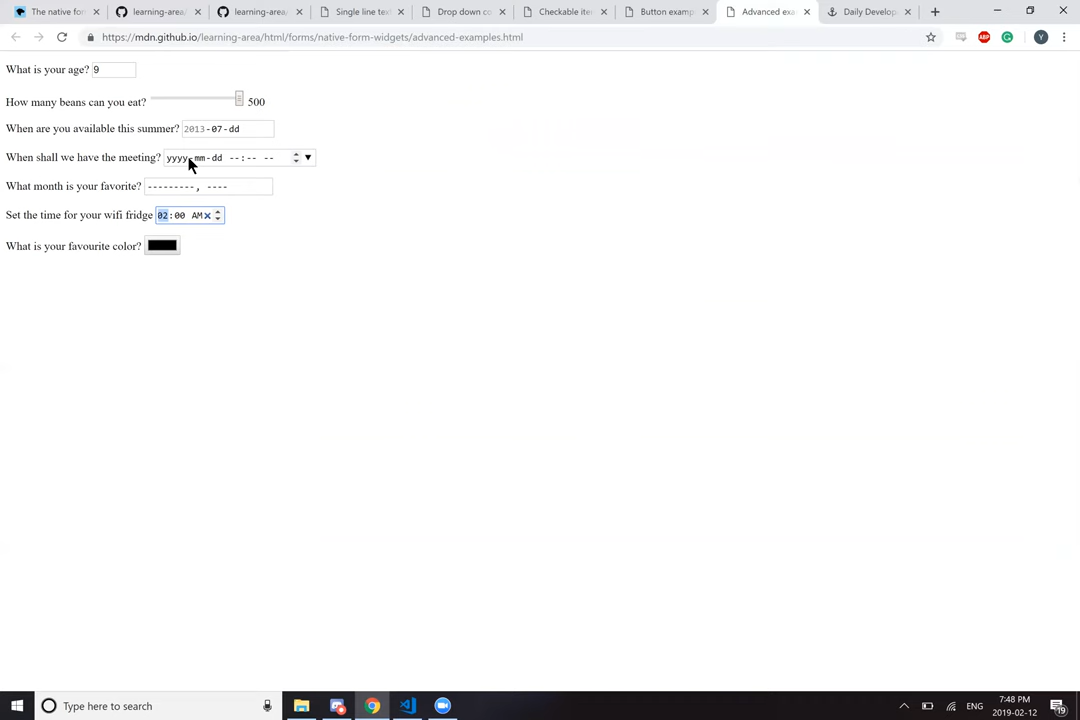 The native for
learning-area/
learning-area/
Single line text
Drop down co
Checkable ite
Button examp
Advanced exa
Daily Develop
https://mdn.github.io/learning-area/html/forms/native-form-widgets/advanced-examples.html
ABP
Y
What is your age? 9
How many beans can you eat? 500
When are you available this summer? 2013-07-dd
When shall we have the meeting? yyyy-mm-dd --:-- --
What month is your favorite? ---------, ----
Set the time for your wifi fridge 02:00 AM
What is your favourite color?
Type here to search
ENG
7:48 PM
2019-02-12
19